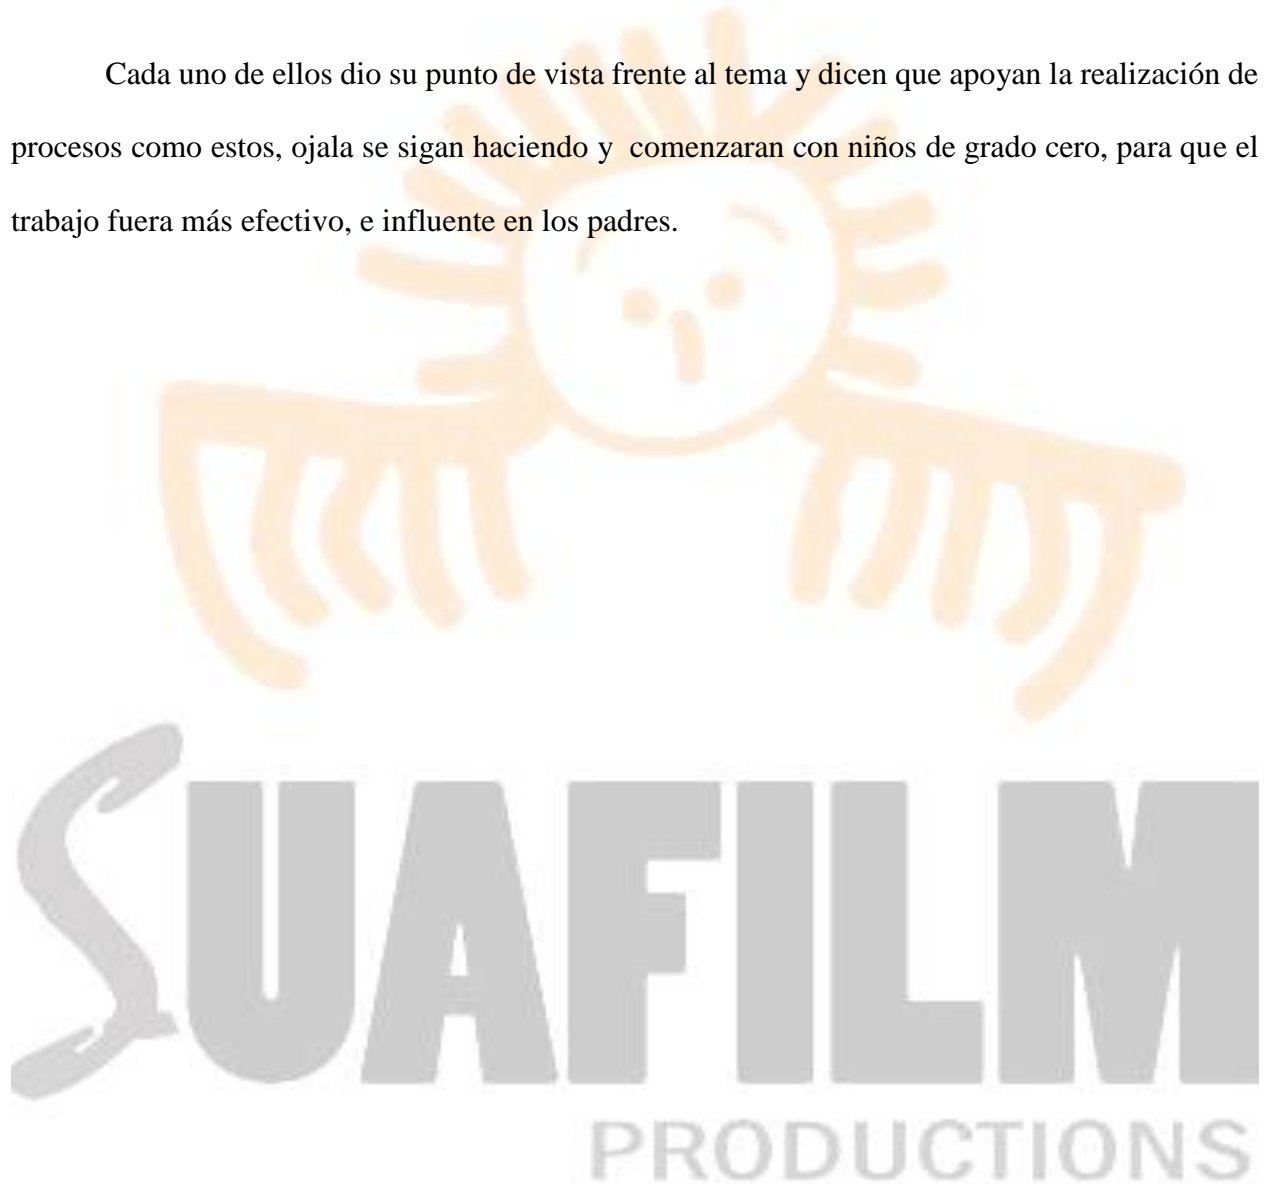 Cada uno de ellos dio su punto de vista frente al tema y dicen que apoyan la realización de
procesos como estos, ojala se sigan haciendo y  comenzaran con niños de grado cero, para que el
trabajo fuera más efectivo, e influente en los padres.
SUAFILM
PRODUCTIONS